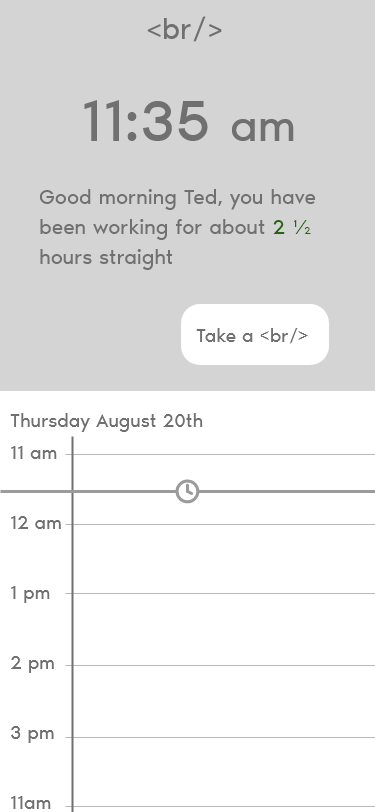 <br/>
11:35 am
Good morning Ted, you have
been working for about 2 ½
hours straight
Take a <br/>
Thursday August 20th
11 am
12 am
1 pm
2 pm
3 pm
11am